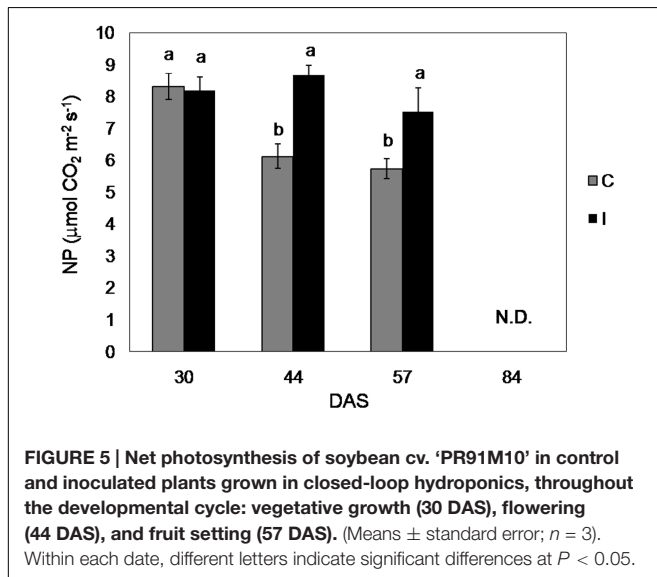 10
9
8
7
6
5
4
3
2
1
0
NP (µmol CO2 m-2 s-1)
a a
b a
b a
N.D.
C
I
30 44 57 84
DAS
FIGURE 5 | Net photosynthesis of soybean cv. ‘PR91M10’ in control
and inoculated plants grown in closed-loop hydroponics, throughout
the developmental cycle: vegetative growth (30 DAS), flowering
(44 DAS), and fruit setting (57 DAS). (Means ± standard error; n = 3).
Within each date, different letters indicate significant differences at P < 0.05.